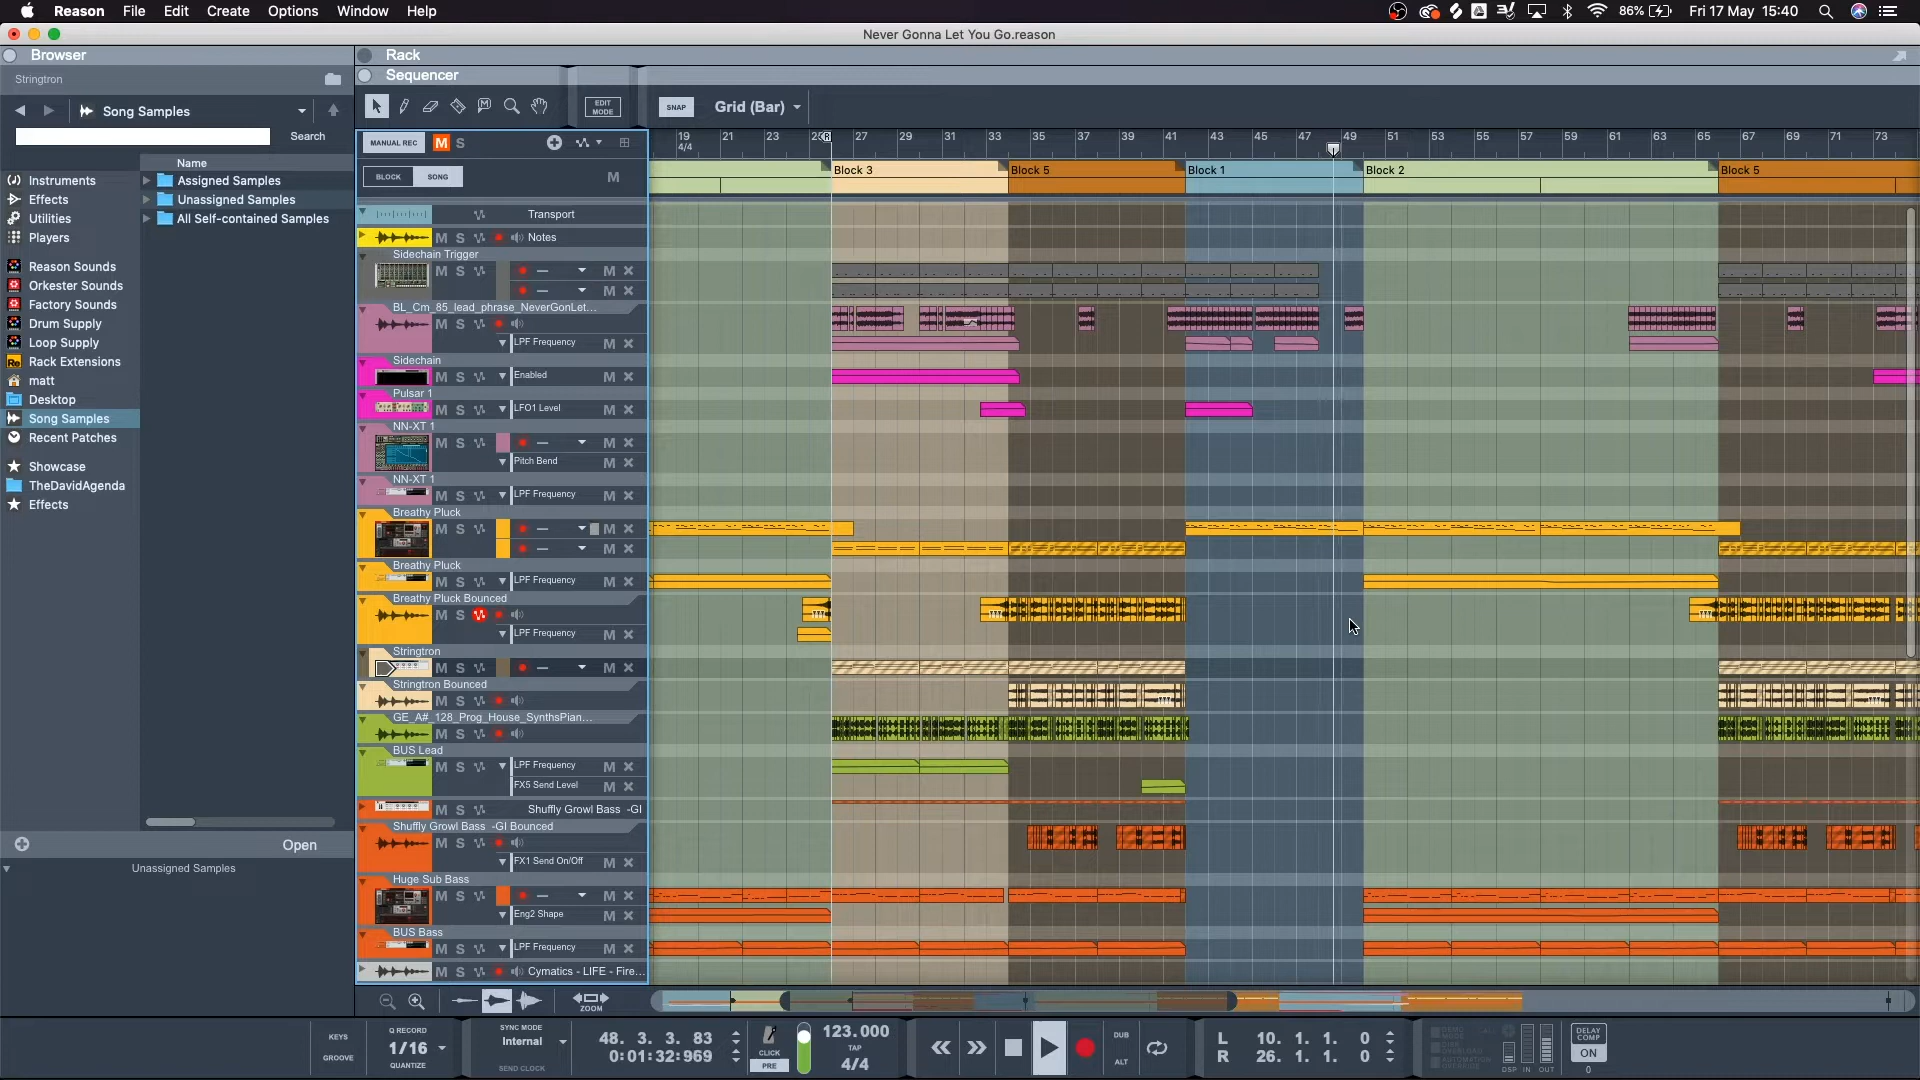 Reason File Edit Create Options Window Help
86% Fri 17 May 15:40
Never Gonna Let You Go.reason
Browser
Rack
Stringtron
Sequencer
Song Samples
EDIT MODE
SNAP
Grid (Bar)
Search
MANUAL REC M S
19 21 23 25 R 27 29 31 33 35 37 39 41 43 45 47 49 51 53 55 57 59 61 63 65 67 69 71 73
4/4
Name
BLOCK SONG M
Block 3 Block 5 Block 1 Block 2 Block 5
Instruments
Effects
Utilities
Players
Reason Sounds
Orkester Sounds
Factory Sounds
Drum Supply
Loop Supply
Rack Extensions
matt
Desktop
Song Samples
Recent Patches
Showcase
TheDavidAgenda
Effects
Assigned Samples
Unassigned Samples
All Self-contained Samples
Transport
M S Notes
Sidechain Trigger
M S M
M
BL_Cm_85_lead_phrase_NeverGonLet...
M S
LPF Frequency M
Sidechain
M S Enabled M
Pulsar 1
M S LFO1 Level M
NN-XT 1
M S M
Pitch Bend M
NN-XT 1
M S LPF Frequency M
Breathy Pluck
M S M
M
Breathy Pluck
M S LPF Frequency M
Breathy Pluck Bounced
M S
LPF Frequency M
Stringtron
M S M
Stringtron Bounced
M S
GE_A#_128_Prog_House_SynthsPian...
M S
BUS Lead
M S LPF Frequency M
FX5 Send Level M
M S Shuffly Growl Bass -GI
Shuffly Growl Bass -GI Bounced
M S
FX1 Send On/Off M
Huge Sub Bass
M S M
Eng2 Shape M
BUS Bass
M S LPF Frequency M
M S Cymatics - LIFE - Fire...
Open
Unassigned Samples
ZOOM
KEYS
GROOVE
Q RECORD
1/16
QUANTIZE
SYNC MODE
Internal
SEND CLOCK
48. 3. 3. 83
0:01:32:969
CLICK
PRE
123.000
TAP
4/4
DUB
ALT
L 10. 1. 1. 0
R 26. 1. 1. 0
DSP IN OUT
DELAY COMP
ON
0